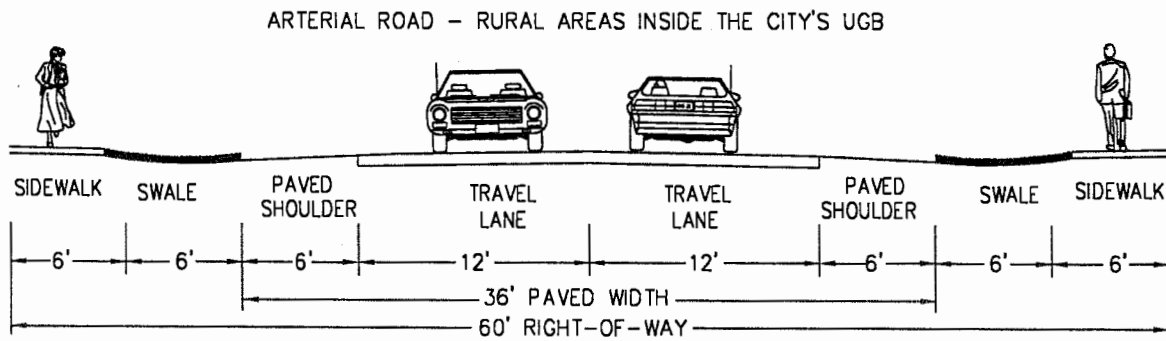 ARTERIAL ROAD – RURAL AREAS INSIDE THE CITY'S UGB
SIDEWALK SWALE PAVED SHOULDER TRAVEL LANE TRAVEL LANE PAVED SHOULDER SWALE SIDEWALK
6' 6' 6' 12' 12' 6' 6' 6'
36' PAVED WIDTH
60' RIGHT-OF-WAY